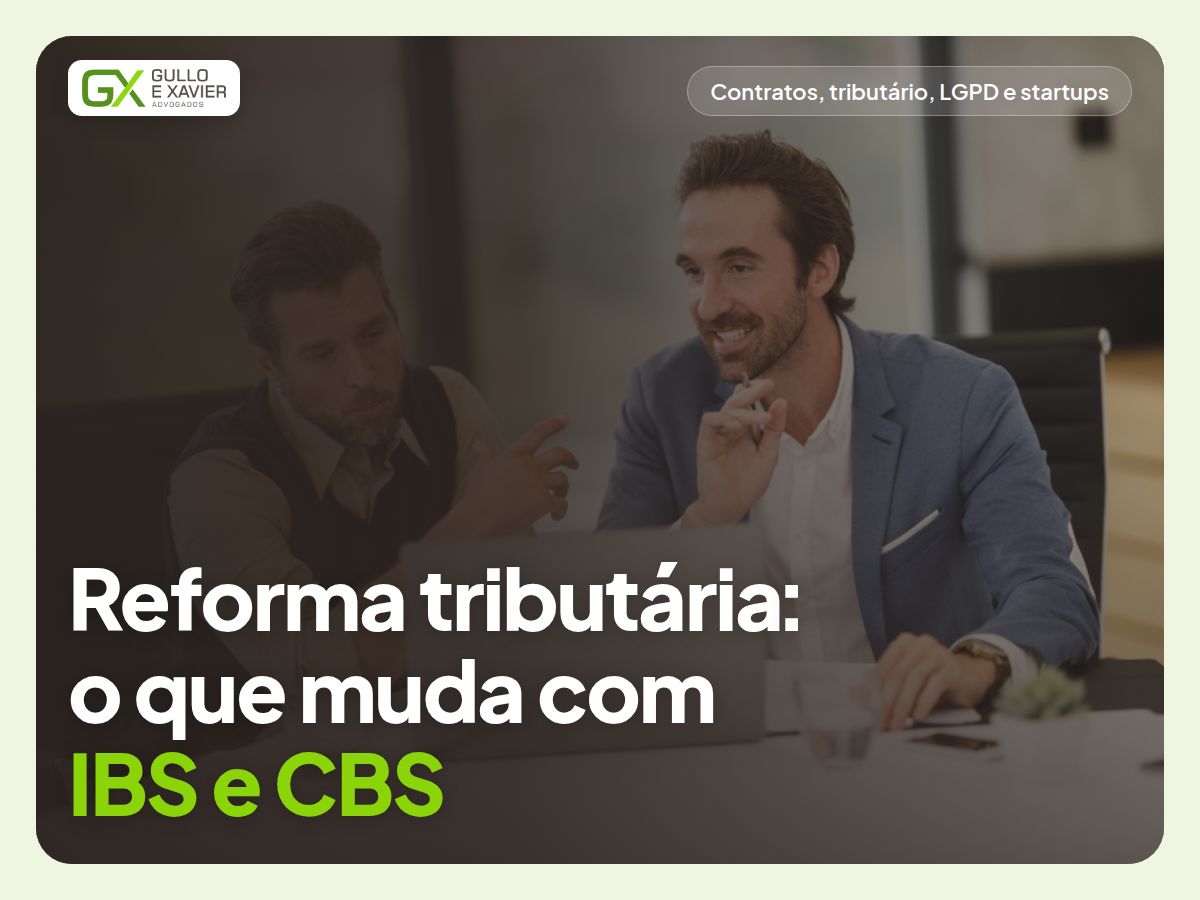 GX GULLO
E XAVIER
ADVOGADOS
Contratos, tributário, LGPD e startups
Reforma tributária:
o que muda com
IBS e CBS